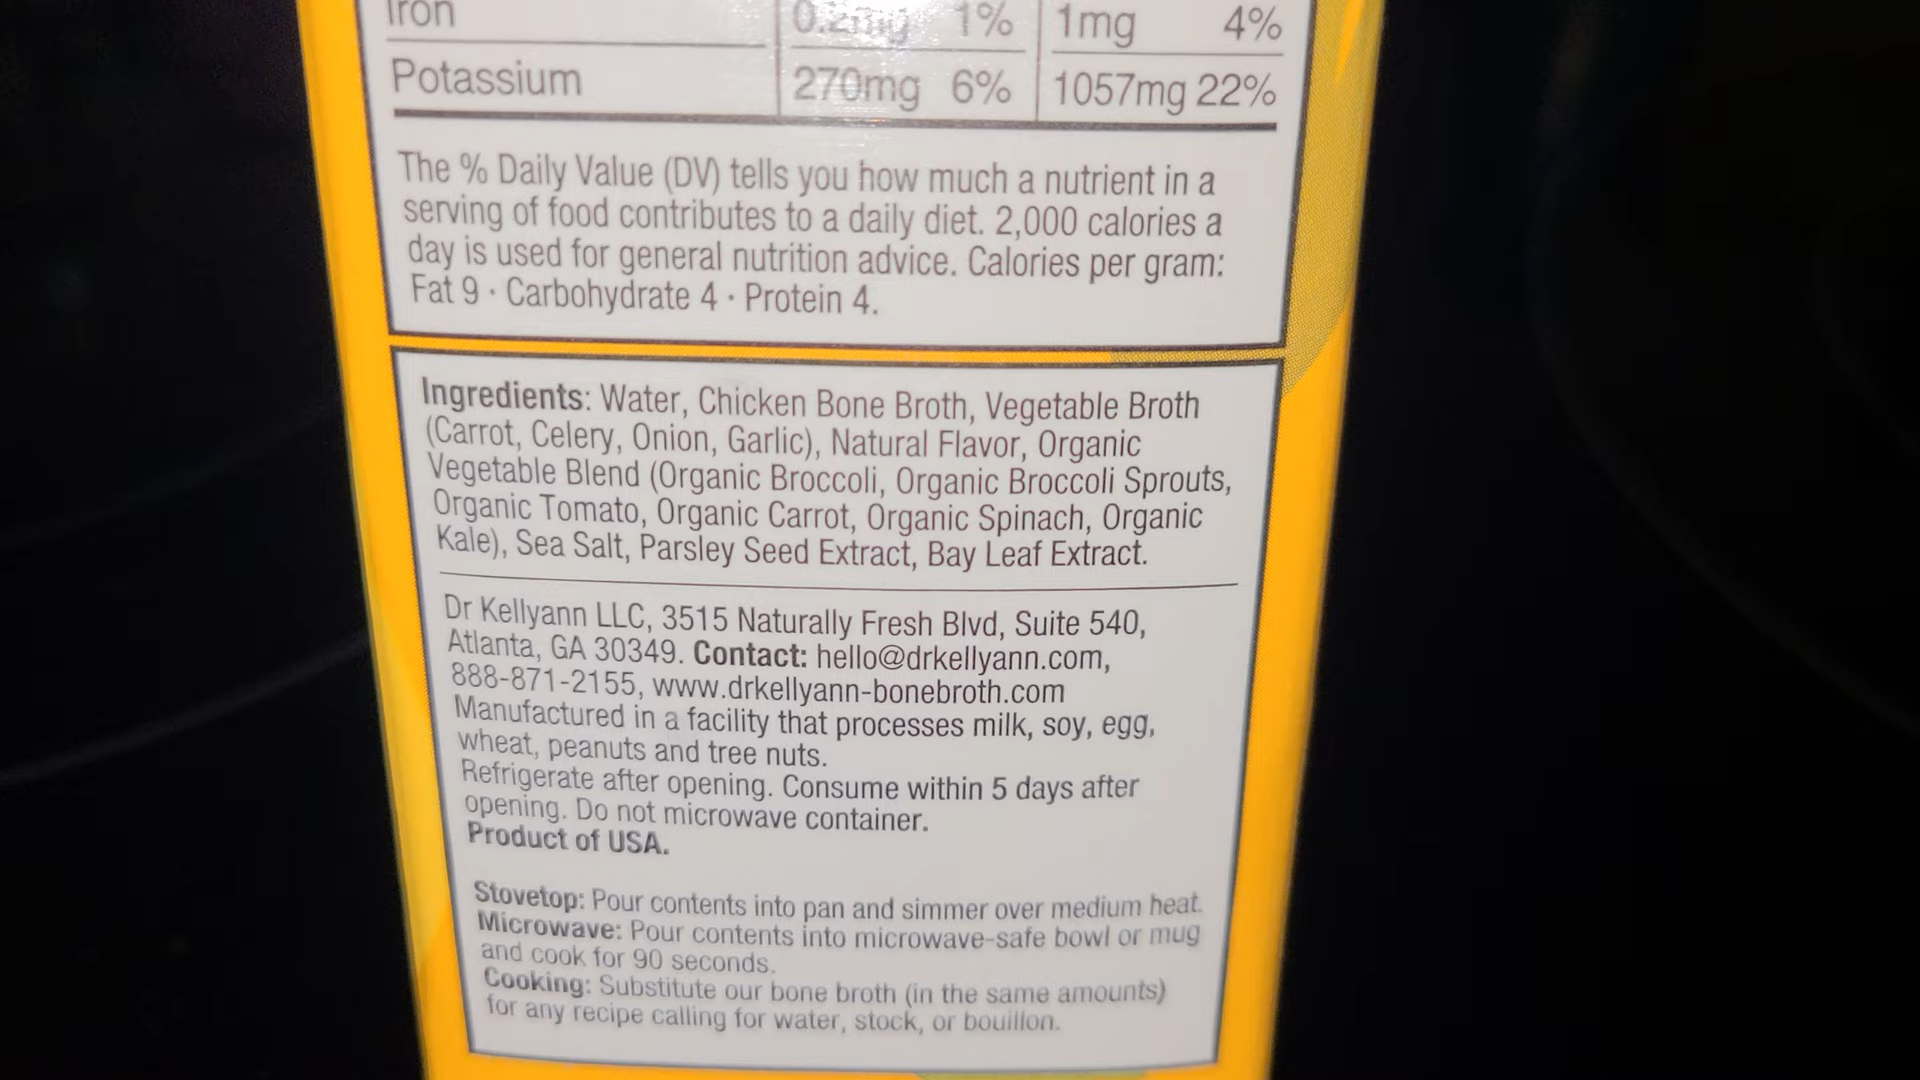 Iron 0.2mg 1% 1mg 4%
Potassium 270mg 6% 1057mg 22%
The % Daily Value (DV) tells you how much a nutrient in a
serving of food contributes to a daily diet. 2,000 calories a
day is used for general nutrition advice. Calories per gram:
Fat 9 · Carbohydrate 4 · Protein 4.
Ingredients: Water, Chicken Bone Broth, Vegetable Broth
(Carrot, Celery, Onion, Garlic), Natural Flavor, Organic
Vegetable Blend (Organic Broccoli, Organic Broccoli Sprouts,
Organic Tomato, Organic Carrot, Organic Spinach, Organic
Kale), Sea Salt, Parsley Seed Extract, Bay Leaf Extract.
Dr Kellyann LLC, 3515 Naturally Fresh Blvd, Suite 540,
Atlanta, GA 30349. Contact: hello@drkellyann.com,
888-871-2155, www.drkellyann-bonebroth.com
Manufactured in a facility that processes milk, soy, egg,
wheat, peanuts and tree nuts.
Refrigerate after opening. Consume within 5 days after
opening. Do not microwave container.
Product of USA.
Stovetop: Pour contents into pan and simmer over medium heat.
Microwave: Pour contents into microwave-safe bowl or mug
and cook for 90 seconds.
Cooking: Substitute our bone broth (in the same amounts)
for any recipe calling for water, stock, or bouillon.